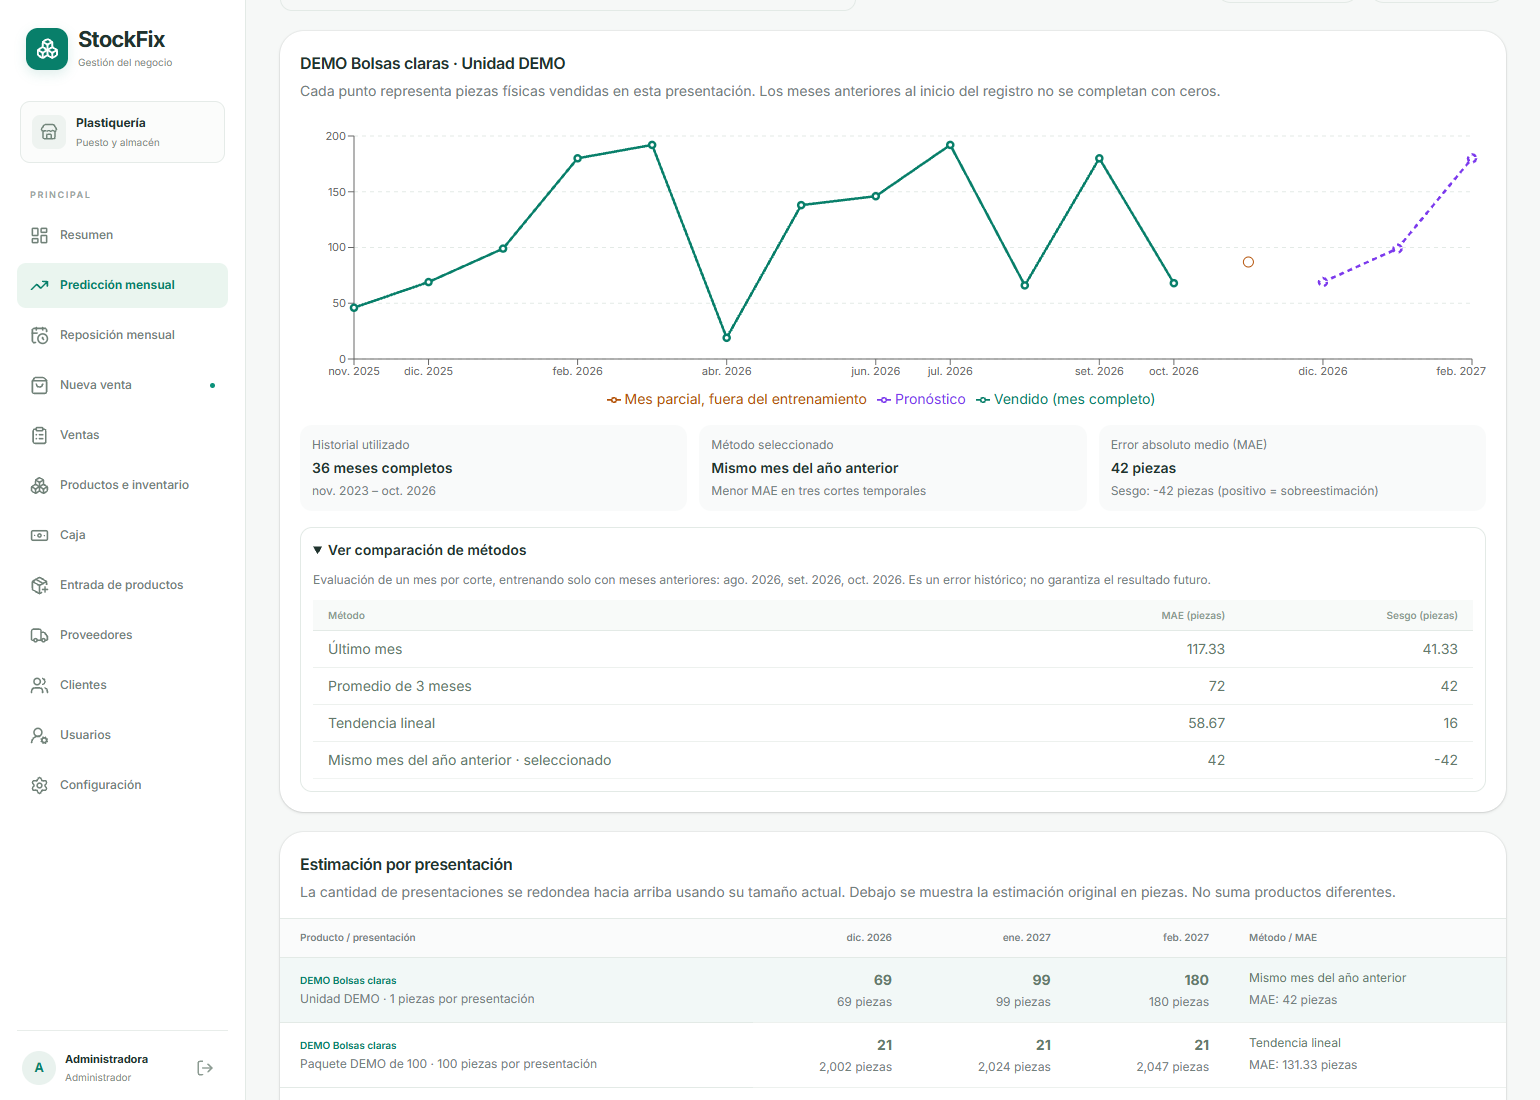 StockFix
Gestión del negocio
Plastiquería
Puesto y almacén
PRINCIPAL
Resumen
Predicción mensual
Reposición mensual
Nueva venta
Ventas
Productos e inventario
Caja
Entrada de productos
Proveedores
Clientes
Usuarios
Configuración
A
Administradora
Administrador
DEMO Bolsas claras · Unidad DEMO
Cada punto representa piezas físicas vendidas en esta presentación. Los meses anteriores al inicio del registro no se completan con ceros.
200
150
100
50
0
nov. 2025 dic. 2025 feb. 2026 abr. 2026 jun. 2026 jul. 2026 set. 2026 oct. 2026 dic. 2026 feb. 2027
Mes parcial, fuera del entrenamiento Pronóstico Vendido (mes completo)
Historial utilizado
36 meses completos
nov. 2023 – oct. 2026
Método seleccionado
Mismo mes del año anterior
Menor MAE en tres cortes temporales
Error absoluto medio (MAE)
42 piezas
Sesgo: -42 piezas (positivo = sobreestimación)
Ver comparación de métodos
Evaluación de un mes por corte, entrenando solo con meses anteriores: ago. 2026, set. 2026, oct. 2026. Es un error histórico; no garantiza el resultado futuro.
Método MAE (piezas) Sesgo (piezas)
Último mes 117.33 41.33
Promedio de 3 meses 72 42
Tendencia lineal 58.67 16
Mismo mes del año anterior · seleccionado 42 -42
Estimación por presentación
La cantidad de presentaciones se redondea hacia arriba usando su tamaño actual. Debajo se muestra la estimación original en piezas. No suma productos diferentes.
Producto / presentación dic. 2026 ene. 2027 feb. 2027 Método / MAE
DEMO Bolsas claras 69 99 180 Mismo mes del año anterior
Unidad DEMO · 1 piezas por presentación 69 piezas 99 piezas 180 piezas MAE: 42 piezas
DEMO Bolsas claras 21 21 21 Tendencia lineal
Paquete DEMO de 100 · 100 piezas por presentación 2,002 piezas 2,024 piezas 2,047 piezas MAE: 131.33 piezas